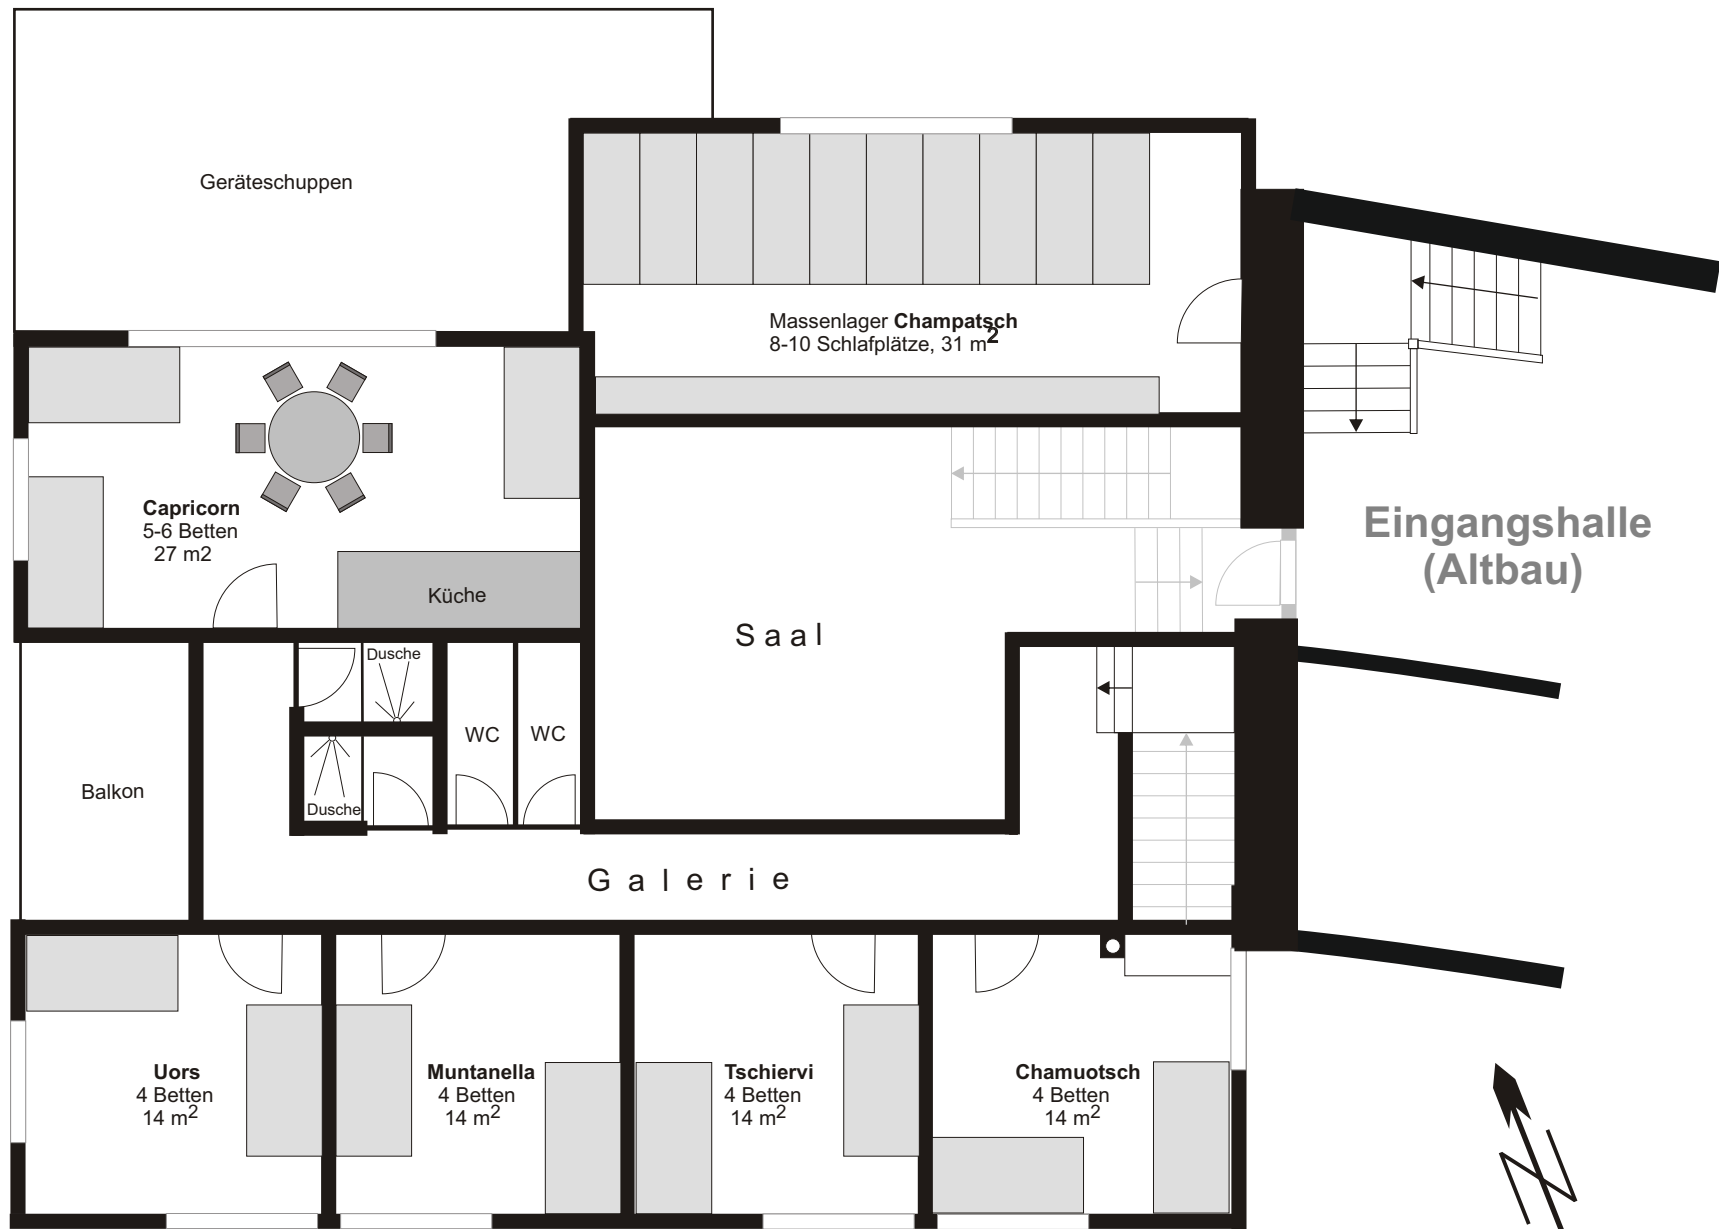 Geräteschuppen
Massenlager Champatsch
8-10 Schlafplätze, 31 m²
Capricorn
5-6 Betten
27 m2
Küche
Eingangshalle
(Altbau)
Saal
Dusche
WC
WC
Dusche
Balkon
Galerie
Uors
4 Betten
14 m²
Muntanella
4 Betten
14 m²
Tschiervi
4 Betten
14 m²
Chamuotsch
4 Betten
14 m²
N